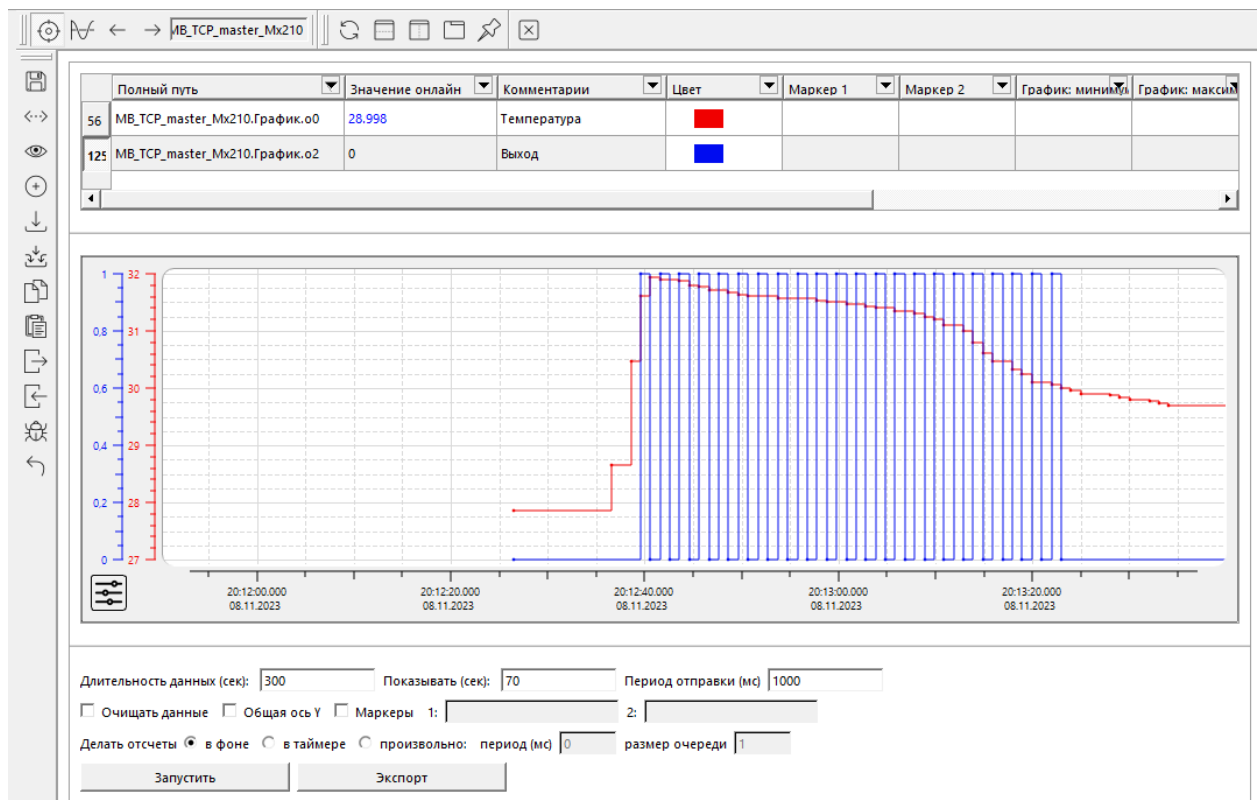 MB_TCP_master_Mx210
Полный путь Значение онлайн Комментарии Цвет Маркер 1 Маркер 2 График: миниму График: максим
56 MB_TCP_master_Mx210.График.o0 28.998 Температура
125 MB_TCP_master_Mx210.График.o2 0 Выход
1 32
0,8 31
0,6 30
0,4 29
0,2 28
0 27
20:12:00.000 20:12:20.000 20:12:40.000 20:13:00.000 20:13:20.000
08.11.2023 08.11.2023 08.11.2023 08.11.2023 08.11.2023
Длительность данных (сек): 300 Показывать (сек): 70 Период отправки (мс) 1000
Очищать данные Общая ось Y Маркеры 1: 2:
Делать отсчеты в фоне в таймере произвольно: период (мс) 0 размер очереди 1
Запустить Экспорт